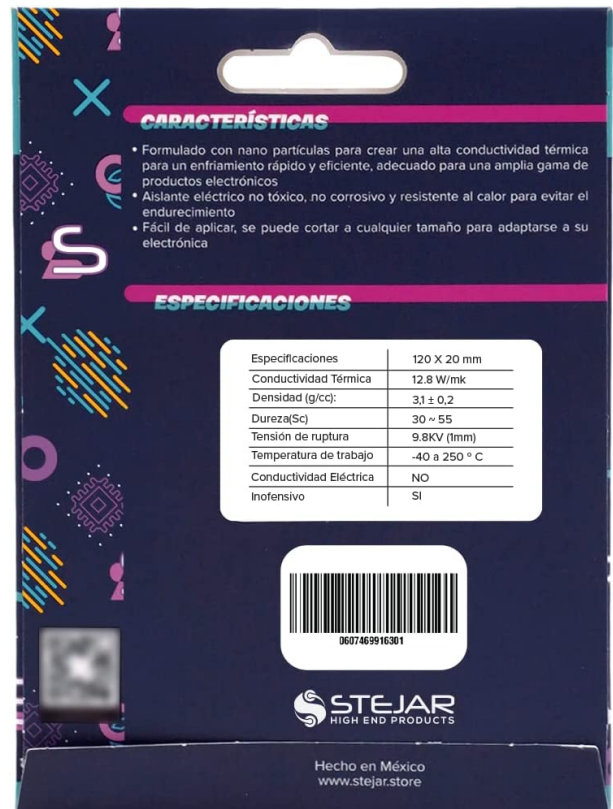 CARACTERÍSTICAS
• Formulado con nano partículas para crear una alta conductividad térmica
para un enfriamiento rápido y eficiente, adecuado para una amplia gama de
productos electrónicos
• Aislante eléctrico no tóxico, no corrosivo y resistente al calor para evitar el
endurecimiento
• Fácil de aplicar, se puede cortar a cualquier tamaño para adaptarse a su
electrónica
S
ESPECIFICACIONES
Especificaciones 120 X 20 mm
Conductividad Térmica 12.8 W/mk
Densidad (g/cc): 3,1 ± 0,2
Dureza(Sc) 30 ~ 55
Tensión de ruptura 9.8KV (1mm)
Temperatura de trabajo -40 a 250 ° C
Conductividad Eléctrica NO
Inofensivo SI
0607469916301
STEJAR
HIGH END PRODUCTS
Hecho en México
www.stejar.store